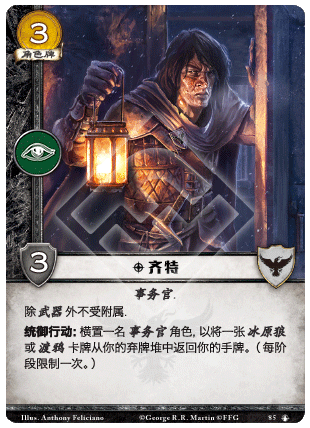 3
角色牌
3
齐特
事务官.
除 武器 外不受附属.
统御行动: 横置一名 事务官 角色, 以将一张 冰原狼
或 渡鸦 卡牌从你的弃牌堆中返回你的手牌。（每阶
段限制一次。）
Illus. Anthony Feliciano ©George R.R. Martin ©FFG 85